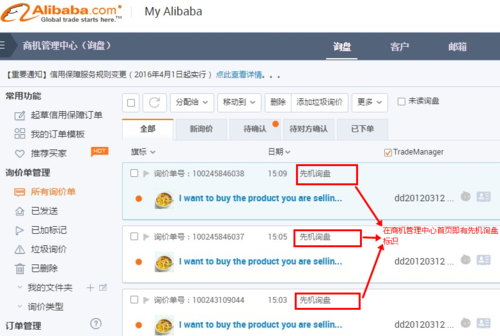 Alibaba.com
Global trade starts here.™
My Alibaba
商机管理中心（询盘）
询盘
客户
邮箱
【重要通知】信用保障服务规则变更（2016年4月1日起实行）点此查看详情。。。
常用功能
起草信用保障订单
我的订单模板
推荐买家
HOT
询价单管理
所有询价单
已发送
已加标记
垃圾询价
已删除
我的文件夹
询价类型
订单管理
分配给
移动到
删除
添加垃圾询价
更多
未读询盘
全部
新询价
待确认
待对方确认
已下单
旗标
日期
TradeManager
询价单号：100245846038
15:09
先机询盘
I want to buy the product you are sellin...
dd20120312 ...
询价单号：100245846037
15:05
先机询盘
I want to buy the product you are sellin...
dd20120312 ...
询价单号：100243109044
15:03
先机询盘
I want to buy the product you are sellin...
dd20120312 ...
在商机管理中心首页即有先机询盘
标识